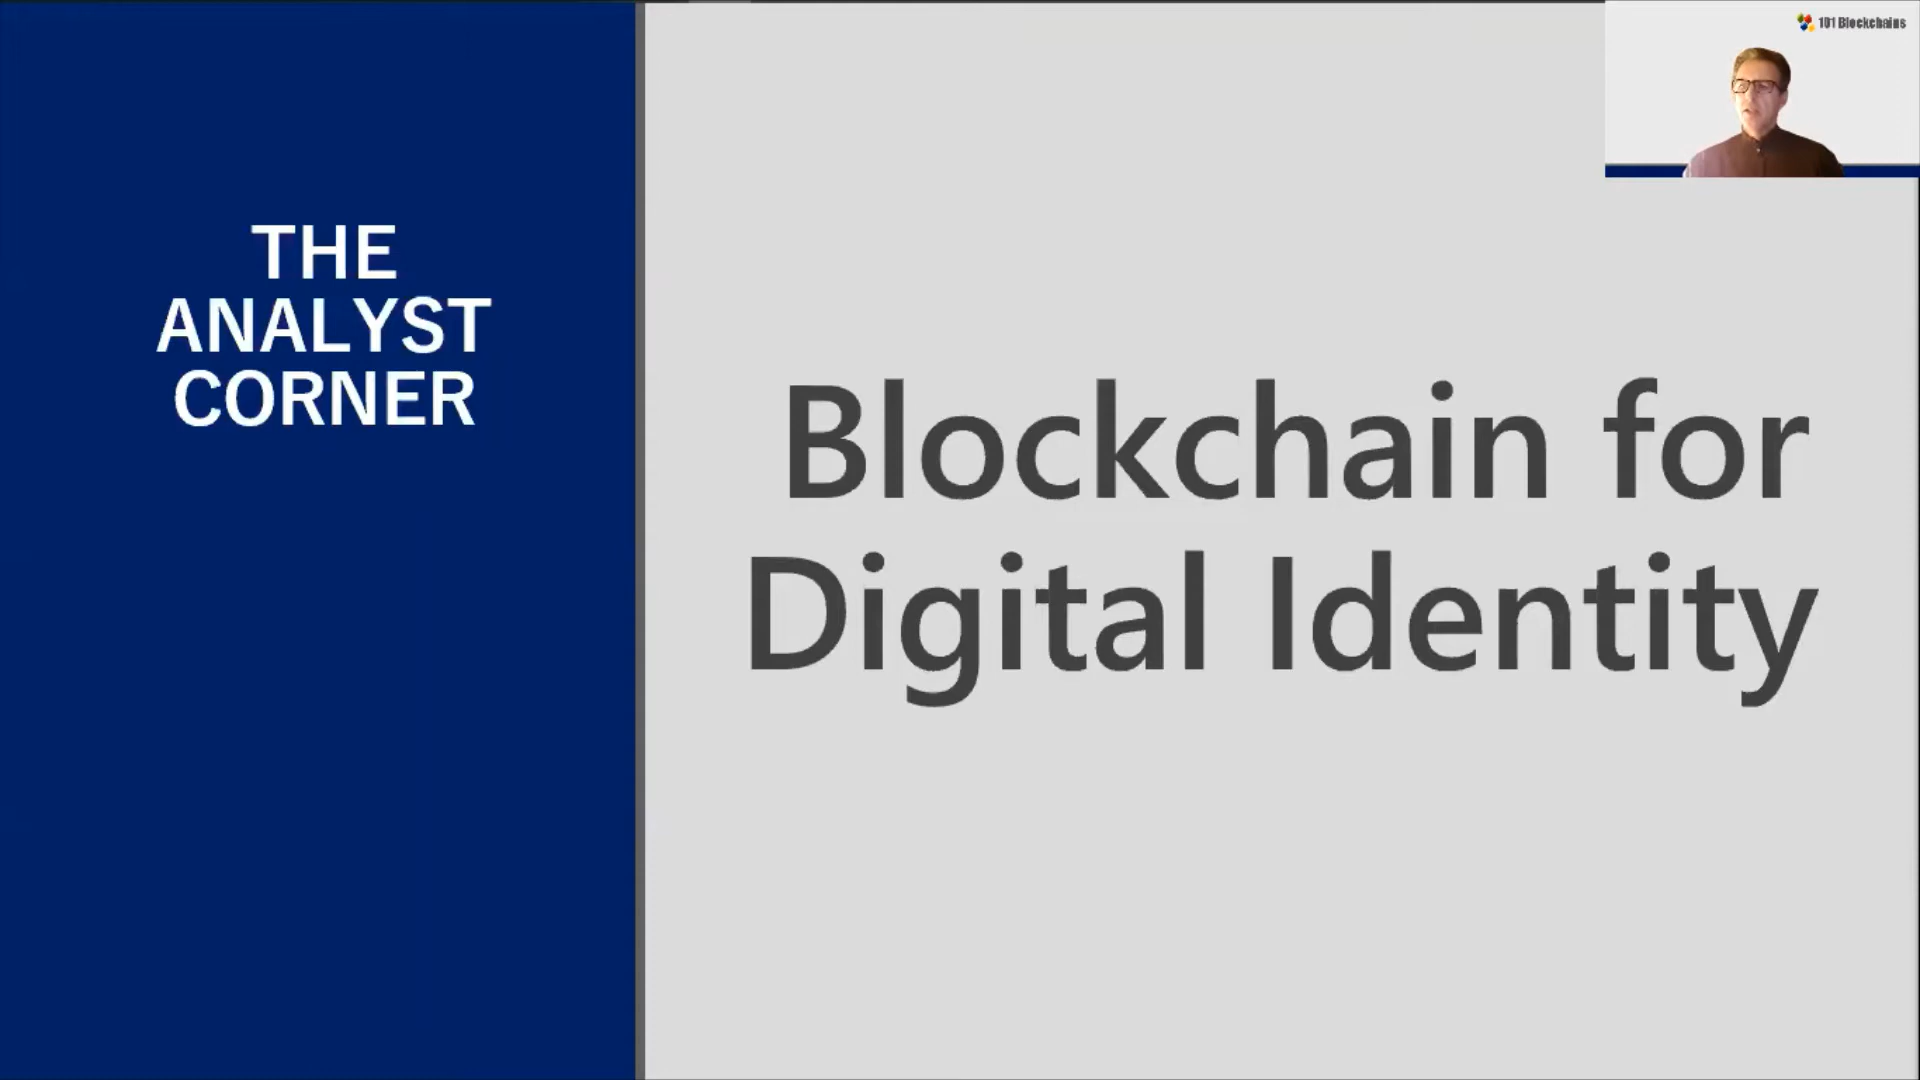 THE
ANALYST
CORNER
Blockchain for
Digital Identity
101 Blockchains